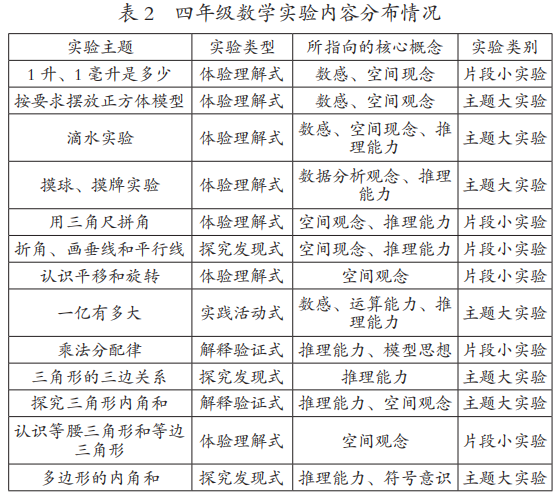 表 2 四年级数学实验内容分布情况
实验主题 实验类型 所指向的核心概念 实验类别
1 升、1 毫升是多少 体验理解式 数感、空间现念 片段小实验
按要求摆放正方体模型 体验理解式 数感、空间观念 主题大实验
滴水实验 体验理解式 数感、空间现念、推
理能力 主题大实验
摸球、摸牌实验 体验理解式 数据分析观念、推理
能力 主题大实验
用三角尺拼角 体验理解式 空间观念、推理能力 片段小实验
折角、画垂线和平行线 探究发现式 空间现念、推理能力 片段小实验
认识平移和旋转 体验理解式 空间观念 片段小实验
一亿有多大 实践活动式 数感、运算能力、推
理能力 主题大实验
乘法分配律 解释验证式 推理能力、模型思想 片段小实验
三角形的三边关系 探究发现式 推理能力 主题大实验
探究三角形内角和 解释验证式 推理能力、空间观念 主题大实验
认识等腰三角形和等边
三角形 体验理解式 空间观念 片段小实验
多边形的内角和 探究发现式 推理能力、符号意识 主题大实验